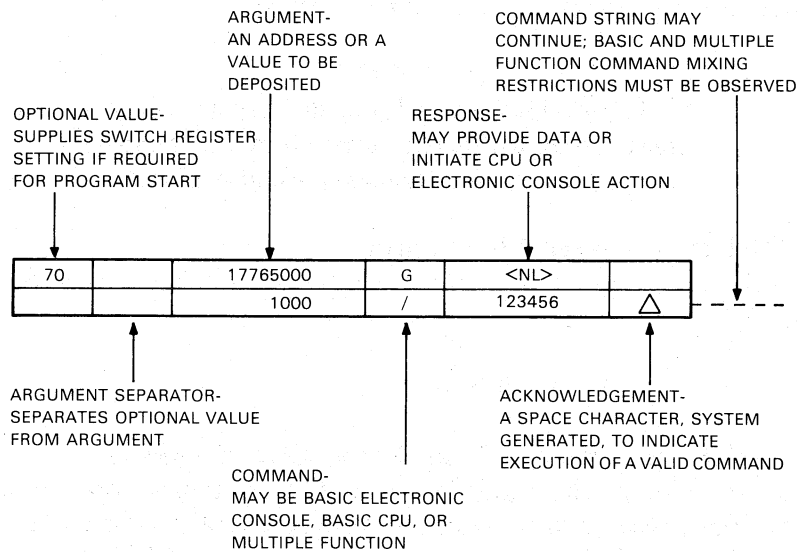 ARGUMENT-
AN ADDRESS OR A
VALUE TO BE
DEPOSITED
COMMAND STRING MAY
CONTINUE; BASIC AND MULTIPLE
FUNCTION COMMAND MIXING
RESTRICTIONS MUST BE OBSERVED
OPTIONAL VALUE-
SUPPLIES SWITCH REGISTER
SETTING IF REQUIRED
FOR PROGRAM START
RESPONSE-
MAY PROVIDE DATA OR
INITIATE CPU OR
ELECTRONIC CONSOLE ACTION
70 17765000 G <NL>
1000 / 123456 △
ARGUMENT SEPARATOR-
SEPARATES OPTIONAL VALUE
FROM ARGUMENT
ACKNOWLEDGEMENT-
A SPACE CHARACTER, SYSTEM
GENERATED, TO INDICATE
EXECUTION OF A VALID COMMAND
COMMAND-
MAY BE BASIC ELECTRONIC
CONSOLE, BASIC CPU, OR
MULTIPLE FUNCTION